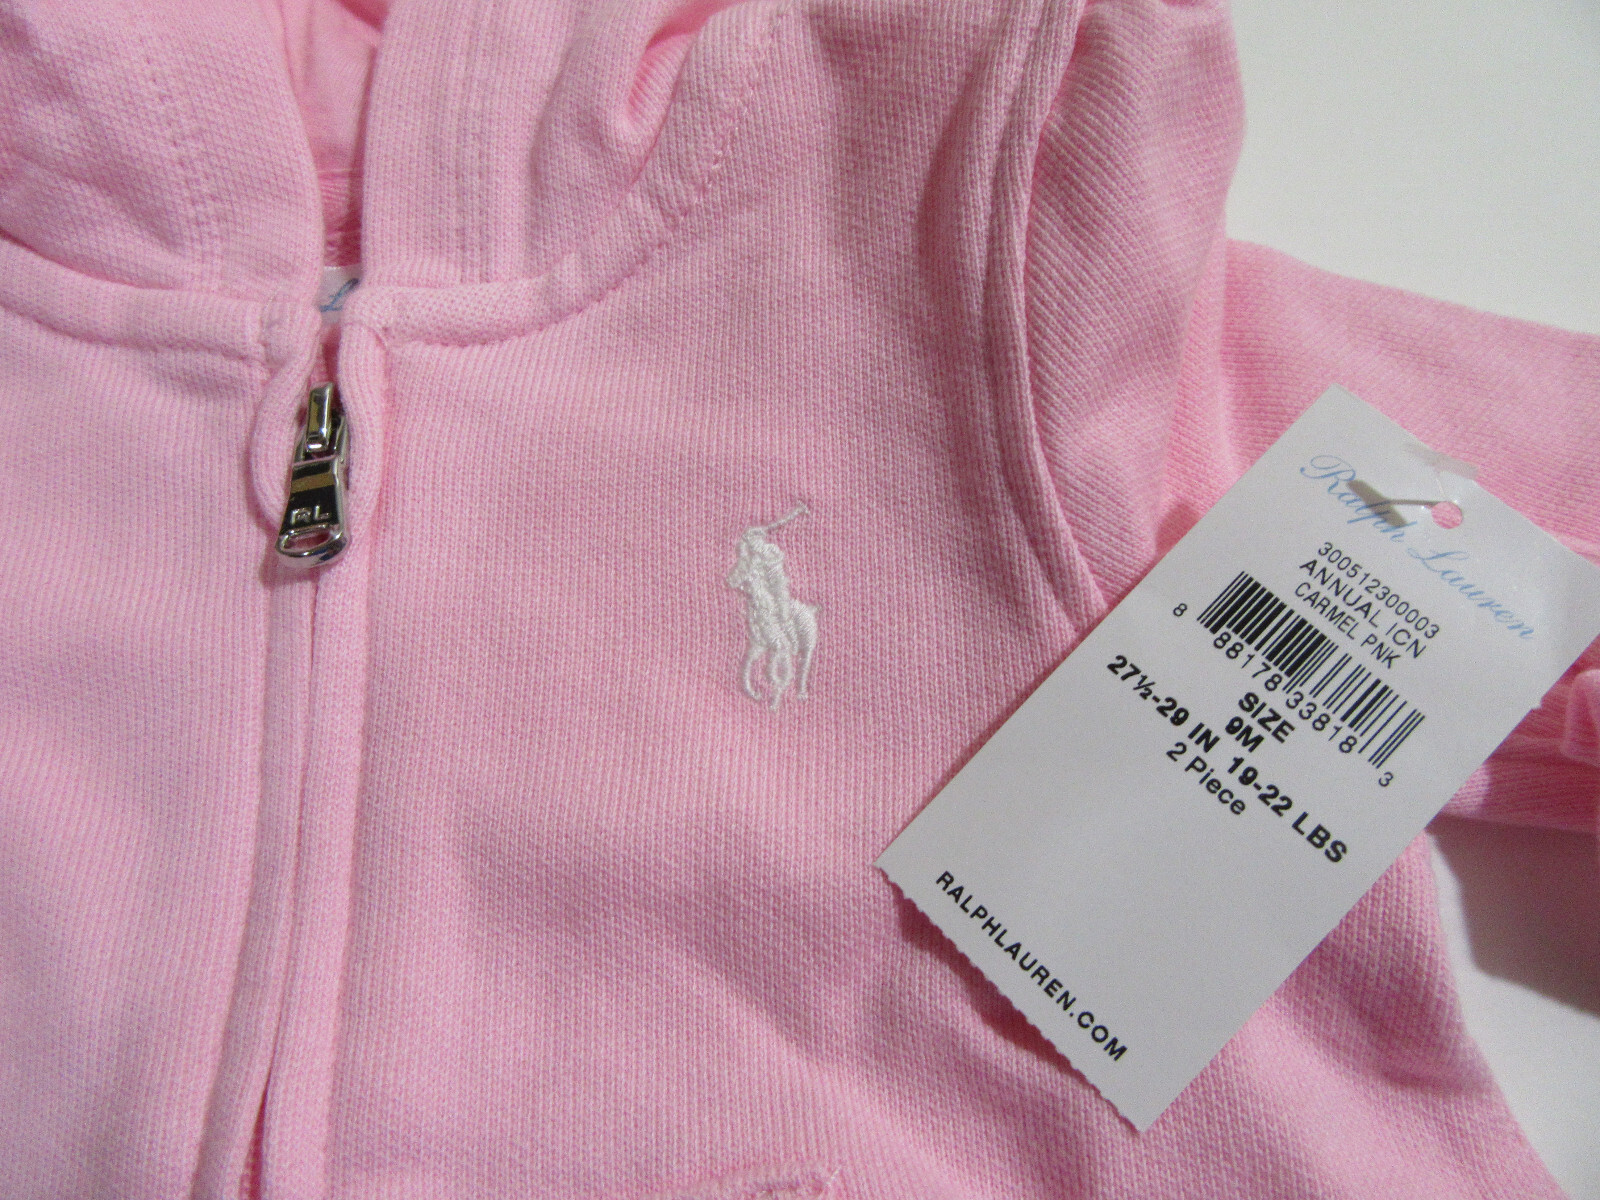 L
RL
Ralph Lauren
300512300003
ANNUAL ICN
CARMEL PNK
8 88178 33818 3
SIZE
9M
27½-29 IN 19-22 LBS
2 Piece
RALPHLAUREN.COM